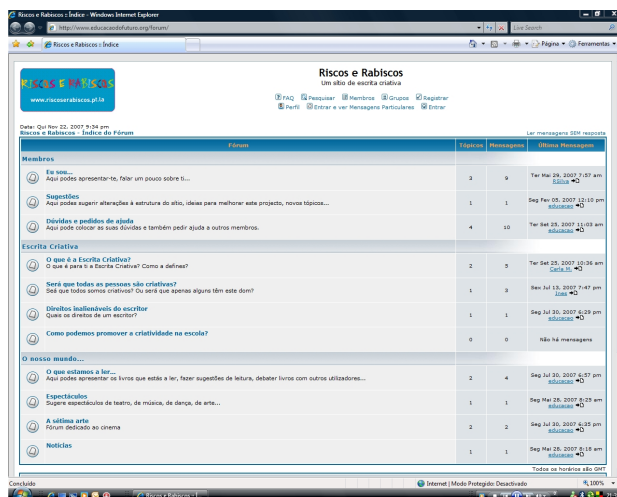 Riscos e Rabiscos :: Índice - Windows Internet Explorer
http://www.educacaodofuturo.org/forum/
Live Search
Riscos e Rabiscos :: Índice
Página
Ferramentas
RISCOS E RABISCOS
www.riscoserabiscos.pt.la
Riscos e Rabiscos
Um sítio de escrita criativa
FAQ Pesquisar Membros Grupos Registrar
Perfil Entrar e ver Mensagens Particulares Entrar
Data: Qui Nov 22, 2007 9:34 pm
Riscos e Rabiscos - Índice do Fórum
Ler mensagens SEM resposta
Fórum Tópicos Mensagens Última Mensagem
Membros
Eu sou...
Aqui podes apresentar-te, falar um pouco sobre ti...
3 9 Ter Mai 29, 2007 7:57 am
RSilva
Sugestões
Aqui podes sugerir alterações à estrutura do sítio, ideias para melhorar este projecto, novos tópicos...
1 1 Seg Fev 05, 2007 12:10 pm
educacao
Dúvidas e pedidos de ajuda
Aqui pode colocar as suas dúvidas e também pedir ajuda a outros membros.
4 10 Ter Set 25, 2007 11:03 am
educacao
Escrita Criativa
O que é a Escrita Criativa?
O que é para ti a Escrita Criativa? Como a defines?
2 5 Ter Set 25, 2007 10:36 am
Carla M.
Será que todas as pessoas são criativas?
Seá que todos somos criativos? Ou será que apenas alguns têm este dom?
1 3 Sex Jul 13, 2007 7:47 pm
Ines
Direitos inalienáveis do escritor
Quais os direitos de um escritor?
1 1 Seg Jul 30, 2007 6:29 pm
educacao
Como podemos promover a criatividade na escola?
0 0 Não há mensagens
O nosso mundo...
O que estamos a ler...
Aqui podes apresentar os livros que estás a ler, fazer sugestões de leitura, debater livros com outros utilizadores...
2 4 Seg Jul 30, 2007 6:57 pm
educacao
Espectáculos
Sugere espectáculos de teatro, de música, de dança, de arte...
1 1 Seg Mai 28, 2007 8:25 am
educacao
A sétima arte
Fórum dedicado ao cinema
2 2 Seg Jul 30, 2007 6:35 pm
educacao
Notícias
1 1 Seg Mai 28, 2007 8:18 am
educacao
Todos os horários são GMT
Concluído
Internet | Modo Protegido: Desactivado
100%
Riscos e Rabiscos :: Í...